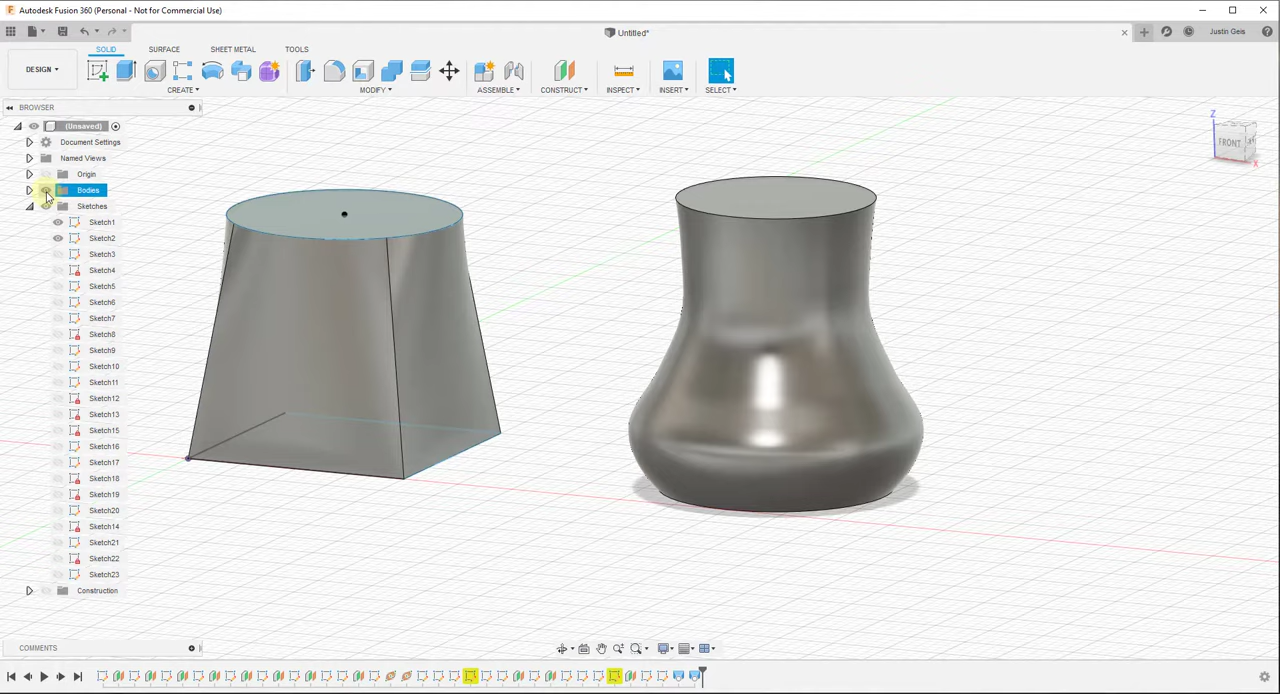 Autodesk Fusion 360 (Personal - Not for Commercial Use)
Untitled*
Justin Geis
SOLID SURFACE SHEET METAL TOOLS
DESIGN
CREATE MODIFY ASSEMBLE CONSTRUCT INSPECT INSERT SELECT
BROWSER
(Unsaved)
Document Settings
Named Views
Origin
Bodies
Sketches
Sketch1
Sketch2
Sketch3
Sketch4
Sketch5
Sketch6
Sketch7
Sketch8
Sketch9
Sketch10
Sketch11
Sketch12
Sketch13
Sketch15
Sketch16
Sketch17
Sketch18
Sketch19
Sketch20
Sketch14
Sketch21
Sketch22
Sketch23
Construction
Z
FRONT
X
COMMENTS